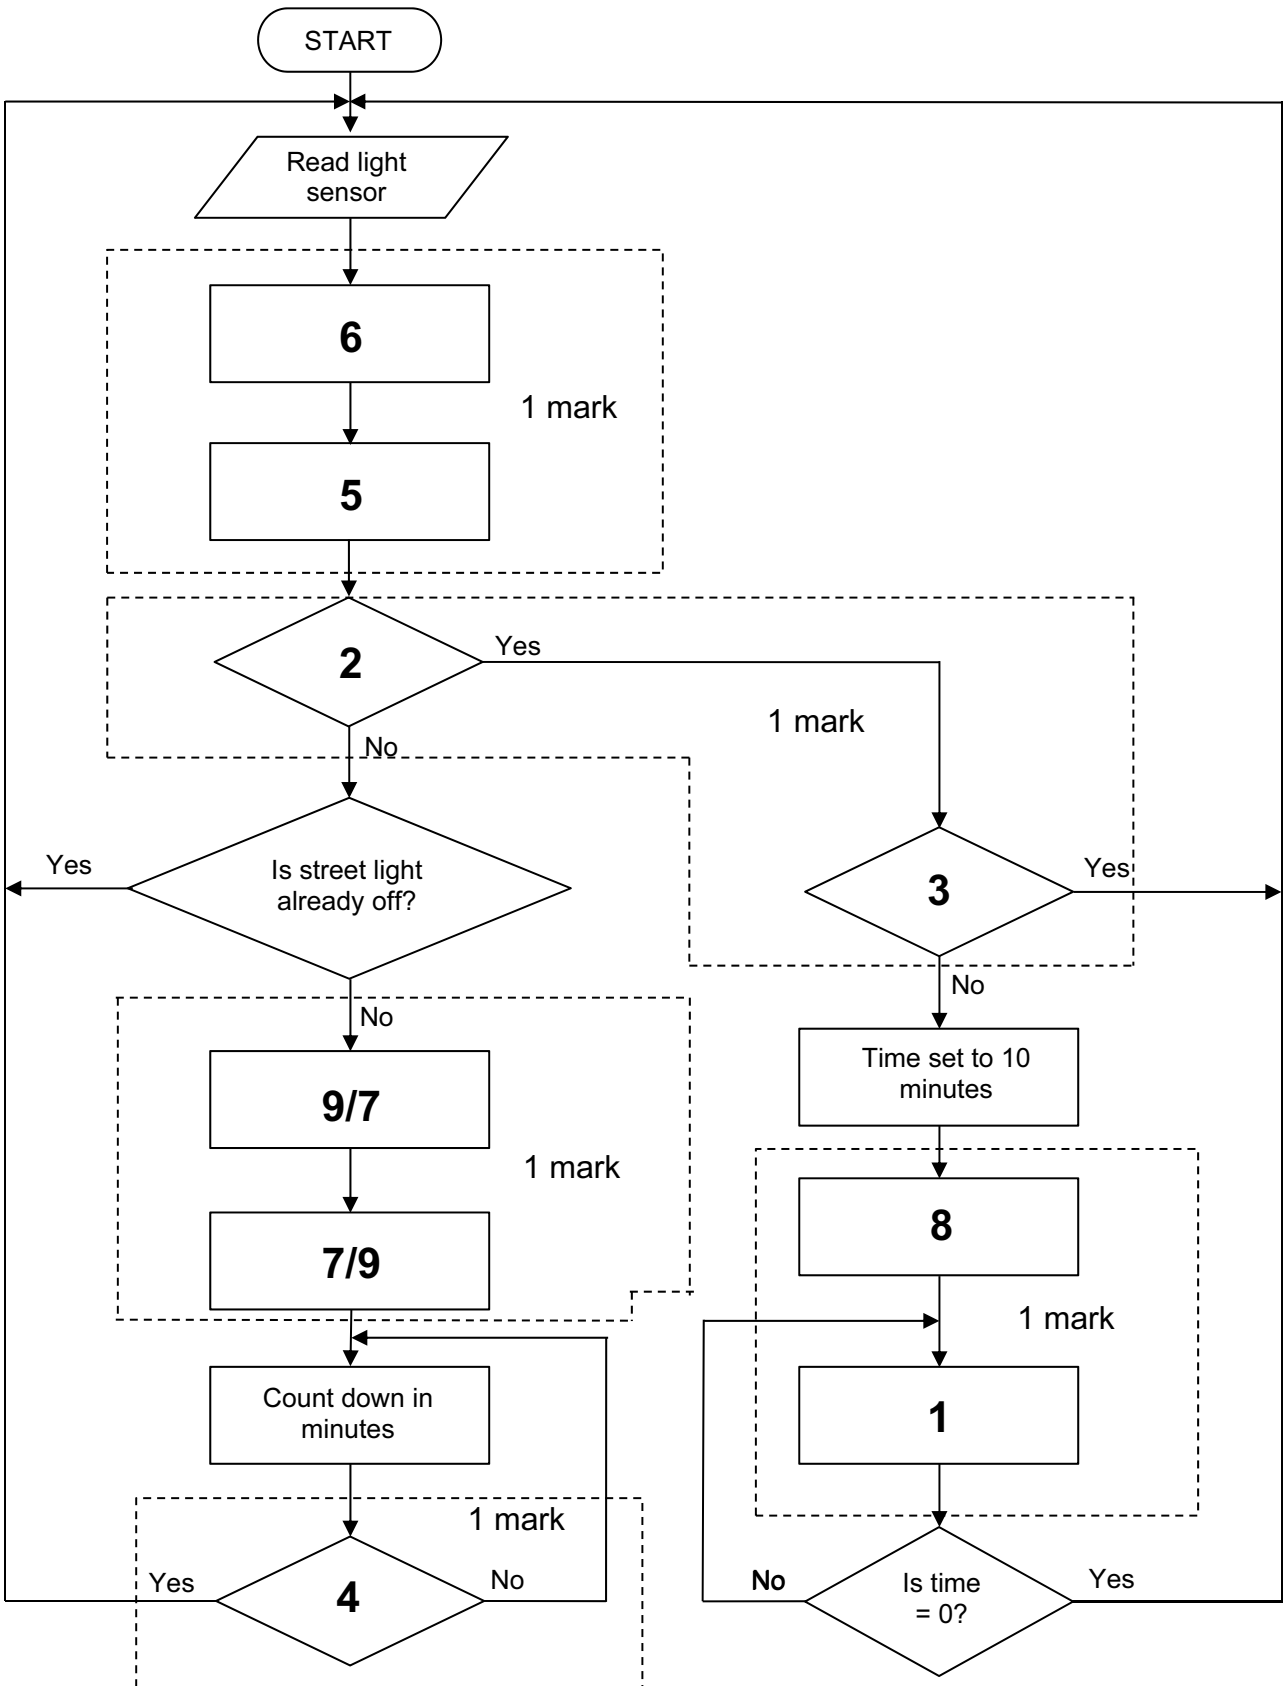 START
Read light
sensor
6
1 mark
5
2
Yes
1 mark
No
Yes
Is street light
already off?
3
Yes
No
No
Time set to 10
minutes
9/7
1 mark
8
7/9
1 mark
Count down in
minutes
1
1 mark
Yes
4
No
No
Is time
= 0?
Yes